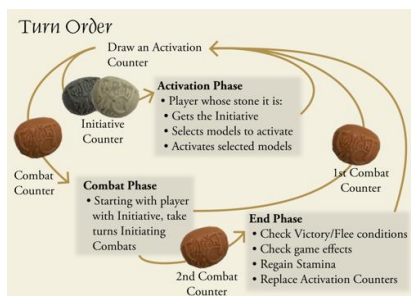 Turn Order
Draw an Activation
Counter
Initiative
Counter
Activation Phase
• Player whose stone it is:
• Gets the Initiative
• Selects models to activate
• Activates selected models
Combat
Counter
1st Combat
Counter
Combat Phase
• Starting with player
with Initiative, take
turns Initiating
Combats
2nd Combat
Counter
End Phase
• Check Victory/Flee conditions
• Check game effects
• Regain Stamina
• Replace Activation Counters